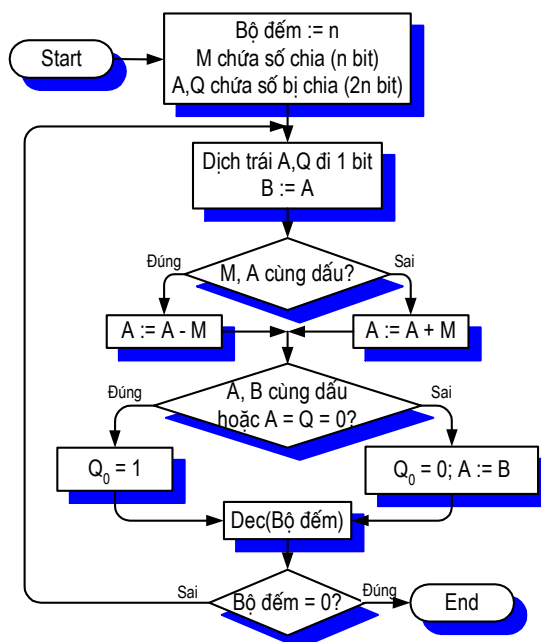 Start
Bộ đếm := n
M chứa số chia (n bit)
A,Q chứa số bị chia (2n bit)
Dịch trái A,Q đi 1 bit
B := A
Đúng
M, A cùng dấu?
Sai
A := A - M
A := A + M
Đúng
A, B cùng dấu
hoặc A = Q = 0?
Sai
Q₀ = 1
Q₀ = 0; A := B
Dec(Bộ đếm)
Sai
Bộ đếm = 0?
Đúng
End